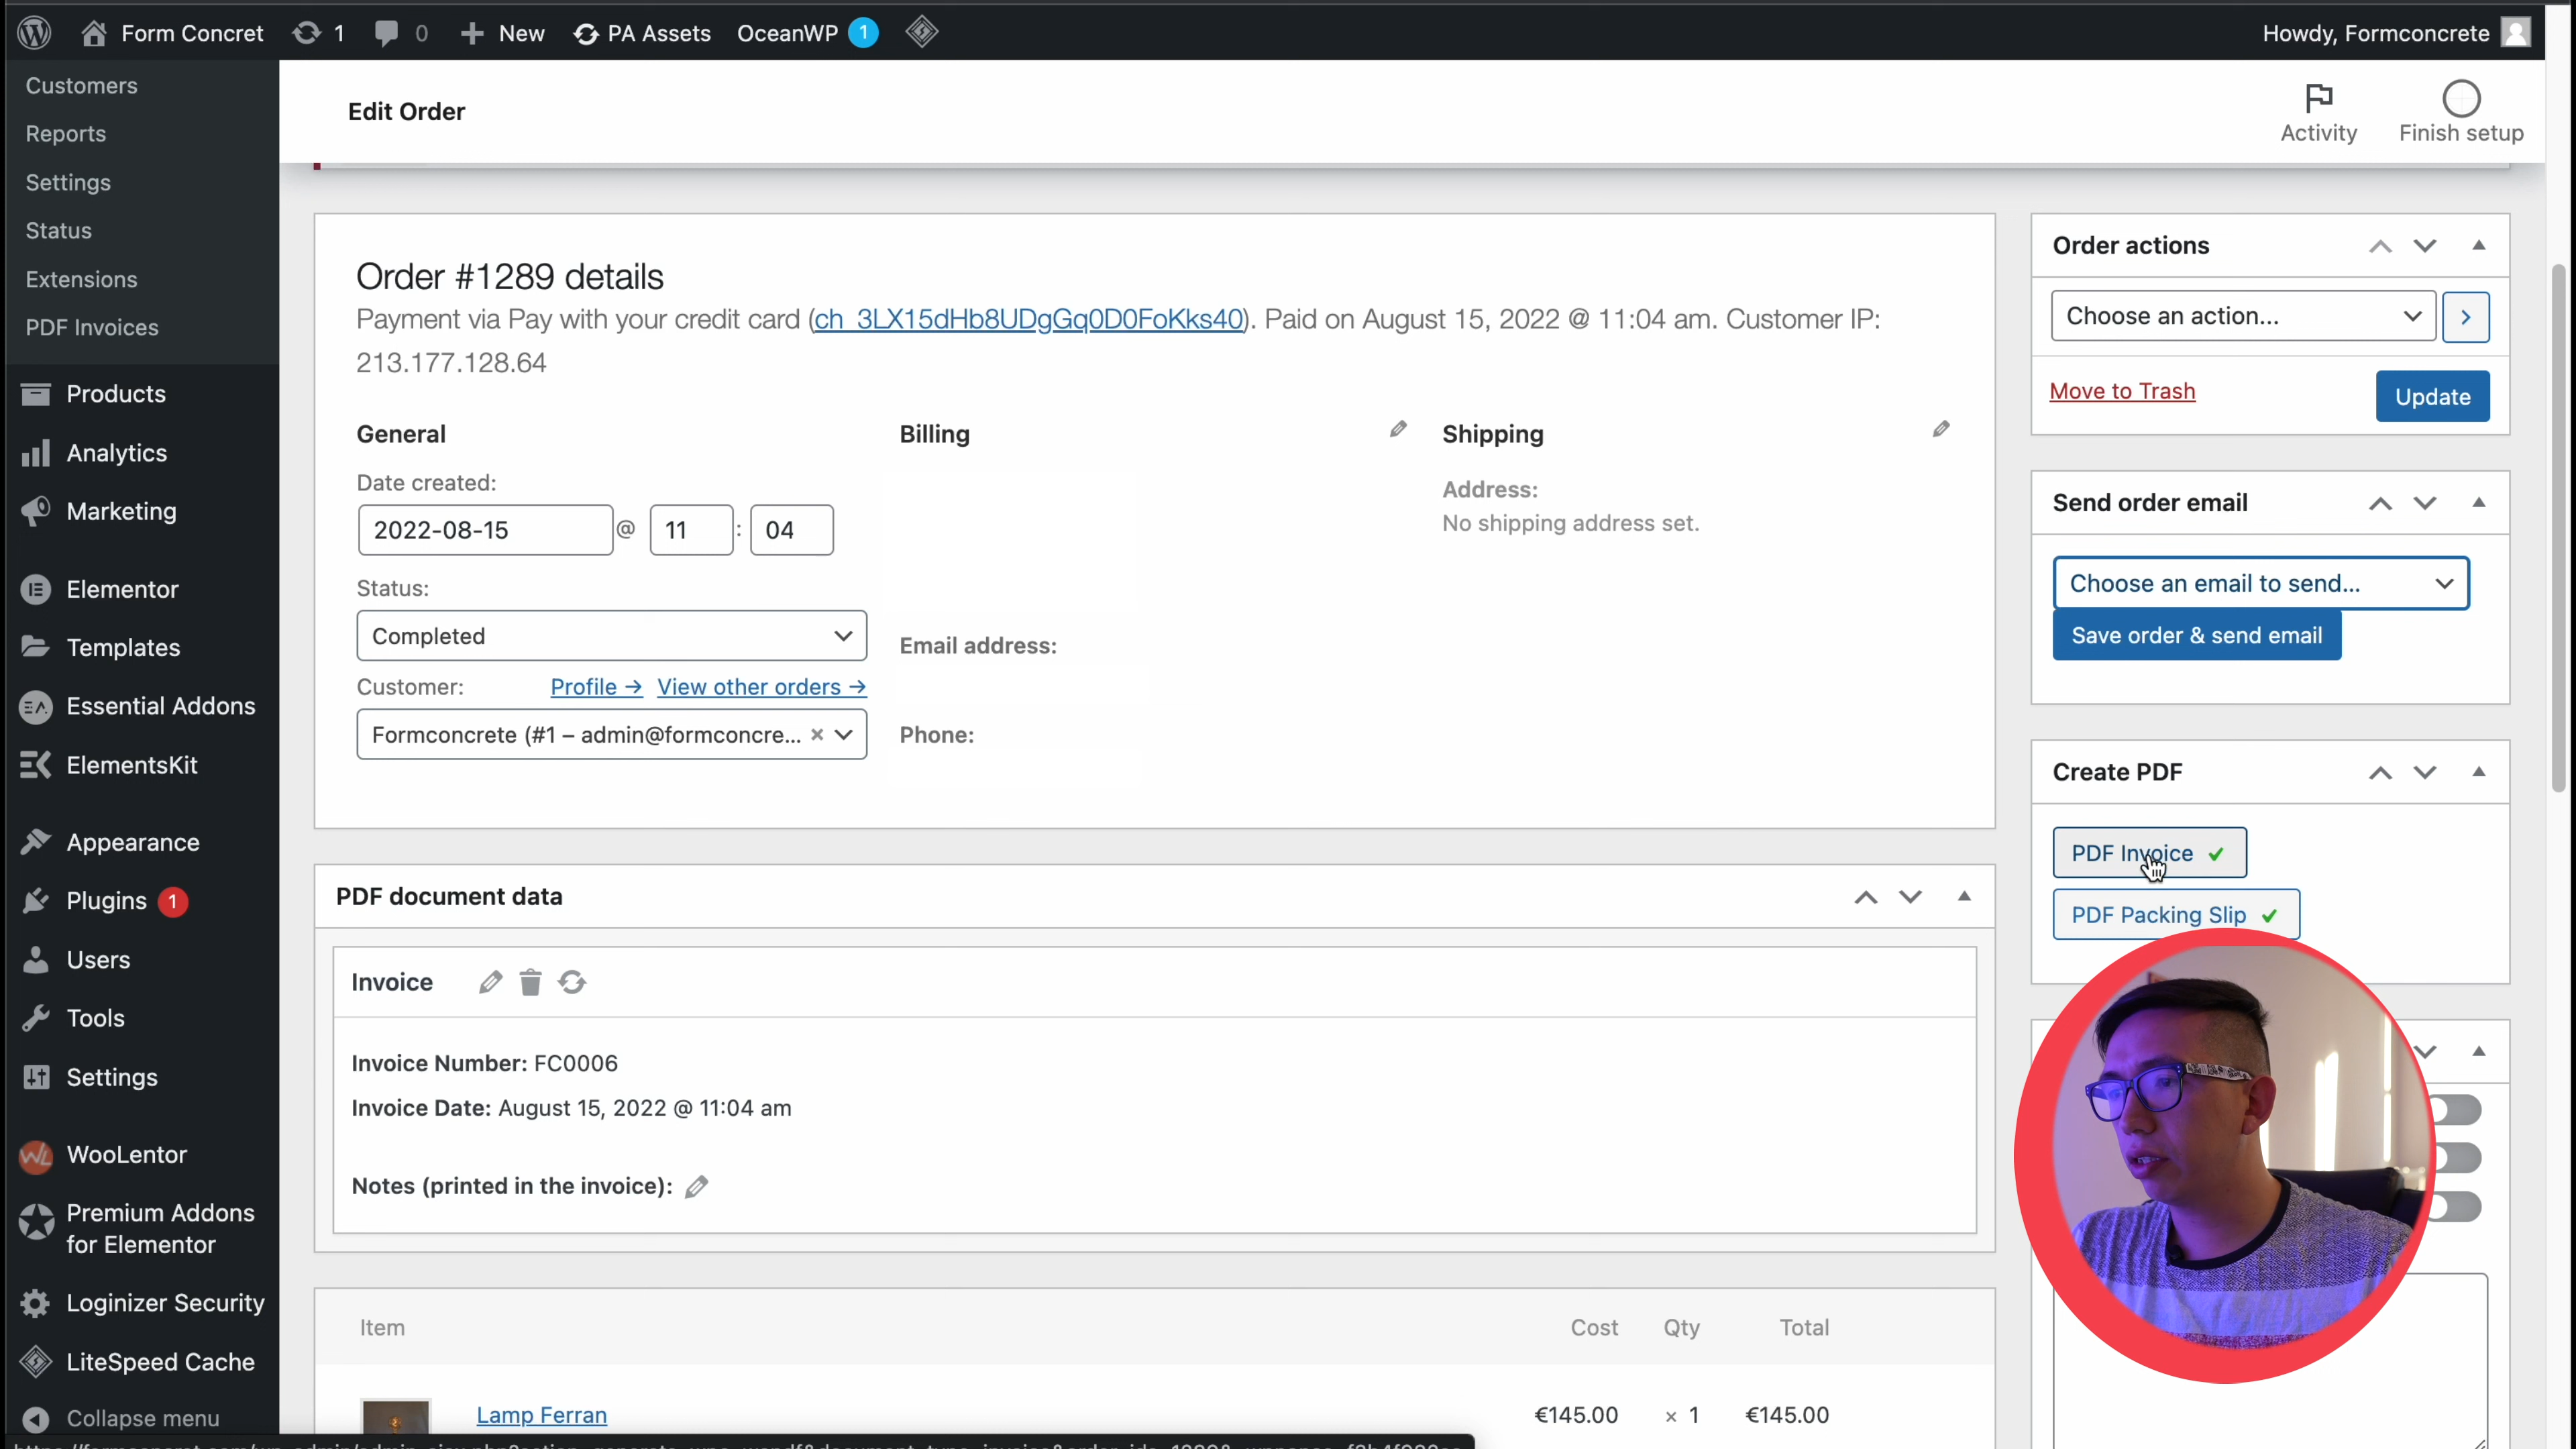 Form Concret 1 0 New PA Assets OceanWP 1 Howdy, Formconcrete
Customers
Reports
Settings
Status
Extensions
PDF Invoices
Products
Analytics
Marketing
Elementor
Templates
Essential Addons
ElementsKit
Appearance
Plugins 1
Users
Tools
Settings
WooLentor
Premium Addons
for Elementor
Loginizer Security
LiteSpeed Cache
Collapse menu
Edit Order
Activity
Finish setup
Order #1289 details
Payment via Pay with your credit card (ch_3LX15dHb8UDgGq0D0FoKks40). Paid on August 15, 2022 @ 11:04 am. Customer IP:
213.177.128.64
General
Date created:
2022-08-15 @ 11 : 04
Status:
Completed
Customer: Profile → View other orders →
Formconcrete (#1 – admin@formconcre... ×
Billing
Email address:
Phone:
Shipping
Address:
No shipping address set.
PDF document data
Invoice
Invoice Number: FC0006
Invoice Date: August 15, 2022 @ 11:04 am
Notes (printed in the invoice):
Item Cost Qty Total
Lamp Ferran €145.00 × 1 €145.00
Order actions
Choose an action...
Move to Trash Update
Send order email
Choose an email to send...
Save order & send email
Create PDF
PDF Invoice
PDF Packing Slip